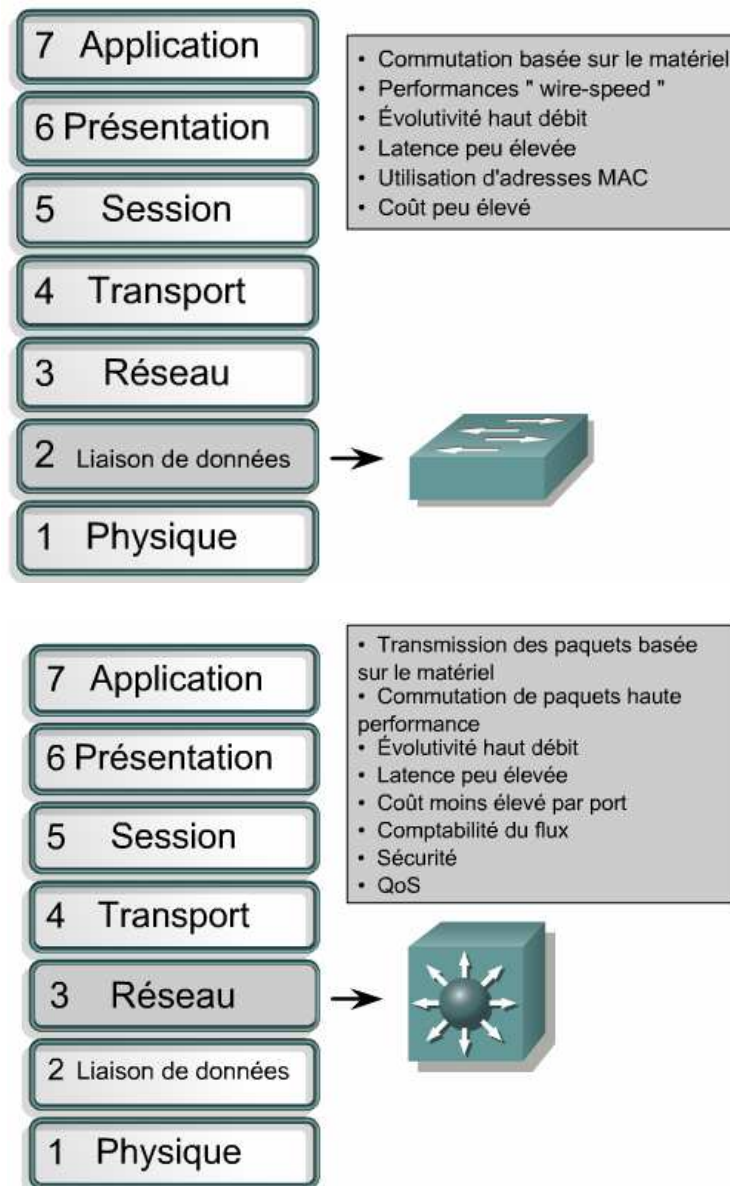 7 Application
6 Présentation
5 Session
4 Transport
3 Réseau
2 Liaison de données
1 Physique
• Commutation basée sur le matériel
• Performances " wire-speed "
• Évolutivité haut débit
• Latence peu élevée
• Utilisation d'adresses MAC
• Coût peu élevé
7 Application
6 Présentation
5 Session
4 Transport
3 Réseau
2 Liaison de données
1 Physique
• Transmission des paquets basée
sur le matériel
• Commutation de paquets haute
performance
• Évolutivité haut débit
• Latence peu élevée
• Coût moins élevé par port
• Comptabilité du flux
• Sécurité
• QoS